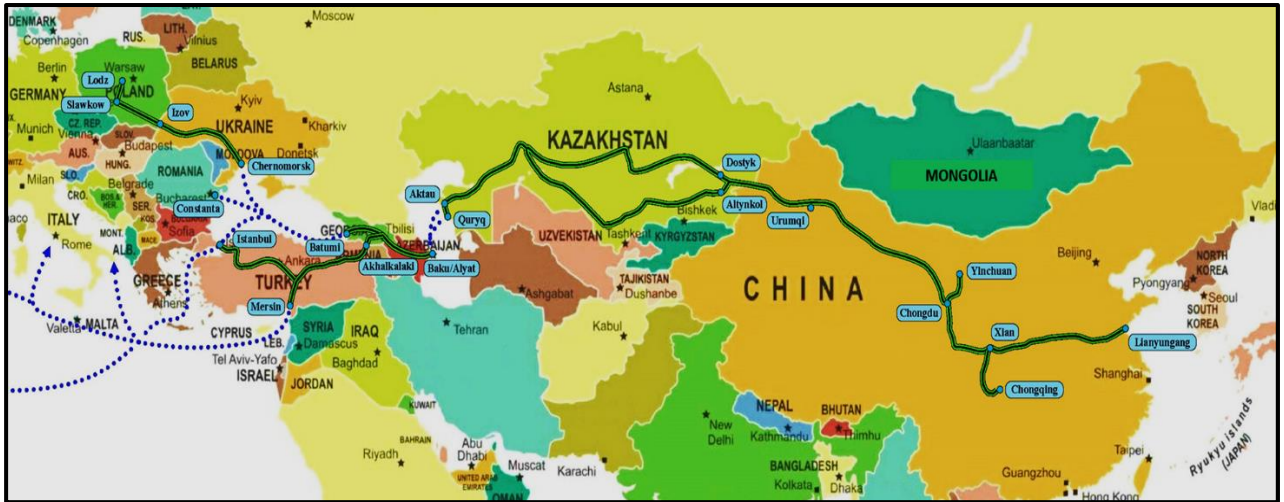 DENMARK
Copenhagen
LITH.
Vilnius
RUS.
Moscow
BELARUS
Berlin
GERMANY
Lodz
Warsaw
POLAND
Slawkow
Izov
Kyiv
UKRAINE
Kharkiv
Donetsk
CZ. REP.
Munich
Vienna
SLOV.
Budapest
AUS.
HUNG.
MOLDOVA
Chernomorsk
Milan
SLO.
CRO.
BOS &
HER.
Belgrade
SER.
ROMANIA
Bucharest
Constanta
ITALY
Rome
MONT.
KOS.
Sofia
ALB.
MACE
GREECE
Athens
Valetta
MALTA
Istanbul
Ankara
TURKEY
Mersin
CYPRUS
Batumi
Tbilisi
Akhalkalaki
AZERBAIJAN
Baku/Alyat
SYRIA
Damascus
LEB.
Tel Aviv-Yafo
ISRAEL
JORDAN
IRAQ
Baghdad
KUWAIT
BAHRAIN
Riyadh
Abu
Dhabi
UNITED ARAB
EMIRATES
Muscat
OMAN
Tehran
Astana
KAZAKHSTAN
Aktau
Quryq
Dostyk
Altynkol
Bishkek
KYRGYZSTAN
UZVEKISTAN
Tashkent
TAJIKISTAN
Dushanbe
Ashgabat
Kabul
Karachi
Urumqi
Ulaanbaatar
MONGOLIA
CHINA
Yinchuan
Chongdu
Xian
Chongqing
Lianyungang
Beijing
Shanghai
NORTH
KOREA
Pyongyang
Seoul
SOUTH
KOREA
Ryukyu islands
(JAPAN)
Taipei
Guangzhou
Hong Kong
NEPAL
Kathmandu
BHUTAN
Thimhu
New
Delhi
BANGLADESH
Dhaka
Kolkata